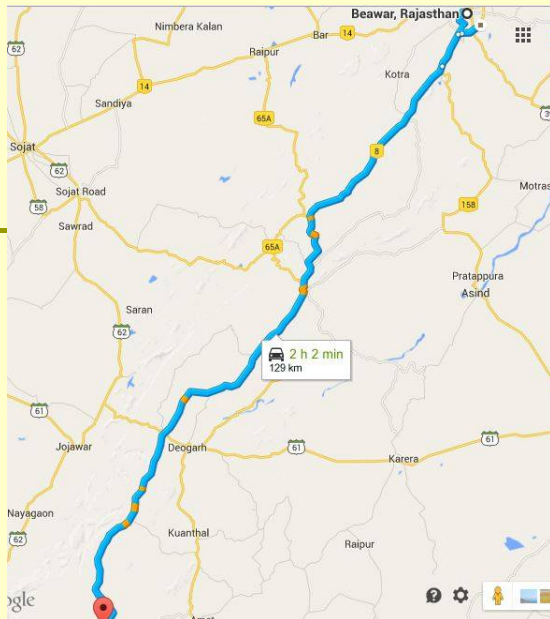 Beawar, Rajasthan
Nimbera Kalan
Bar
14
62
Raipur
Kotra
Sandiya
14
65A
39
Sojat
8
62
Sojat Road
Motras
58
158
Sawrad
65A
Pratappura
Asind
Saran
62
2 h 2 min
129 km
61
61
Jojawar
Deogarh
61
Karera
Nayagaon
Kuanthal
62
Raipur
ogle